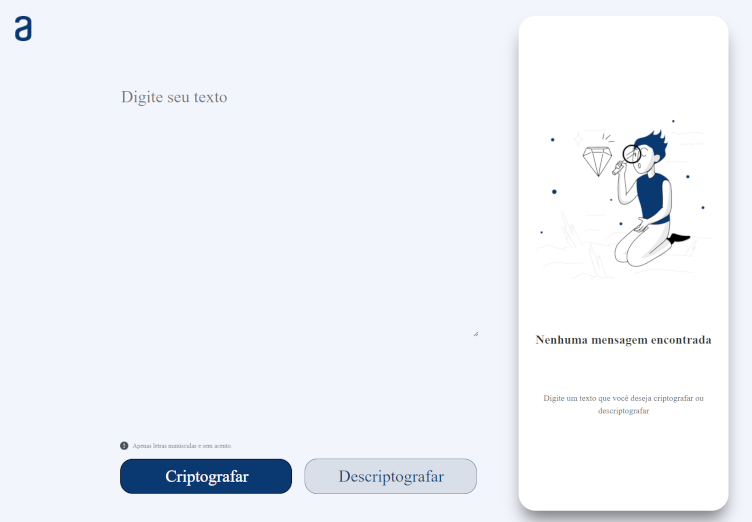 a
Digite seu texto
Nenhuma mensagem encontrada
Digite um texto que você deseja criptografar ou
descriptografar
Apenas letras minúsculas e sem acento.
Criptografar
Descriptografar